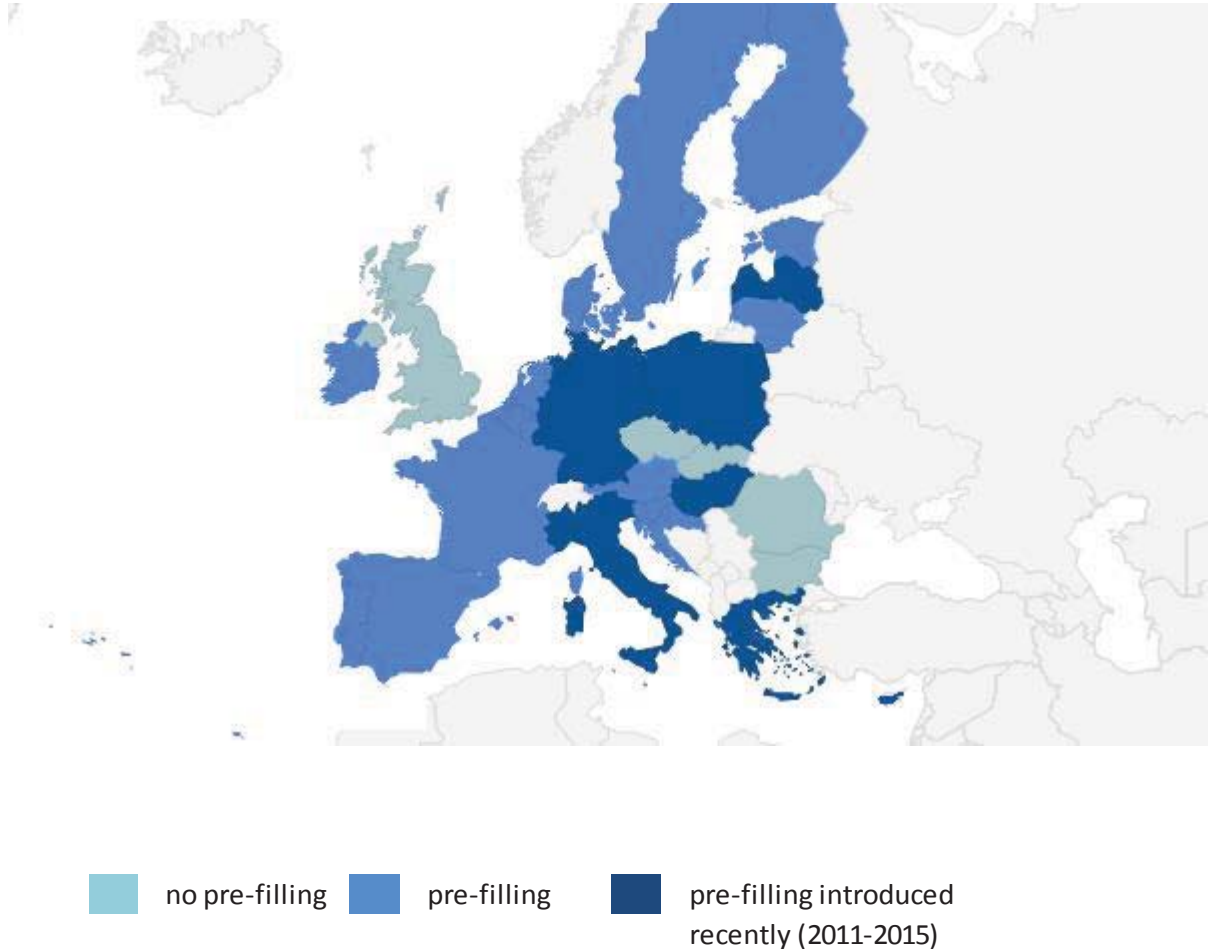 no pre-filling
pre-filling
pre-filling introduced
recently (2011-2015)